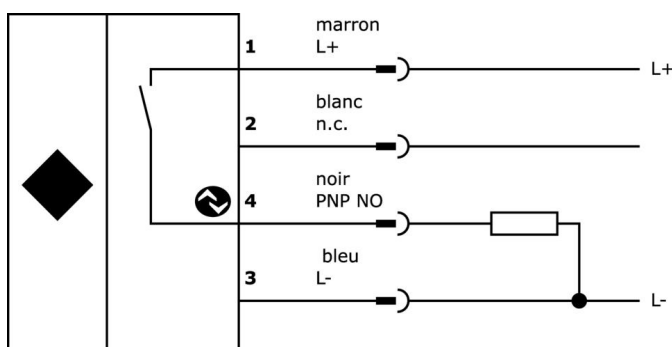 marron
1 L+ L+
blanc
2 n.c.
noir
4 PNP NO
bleu
3 L- L-